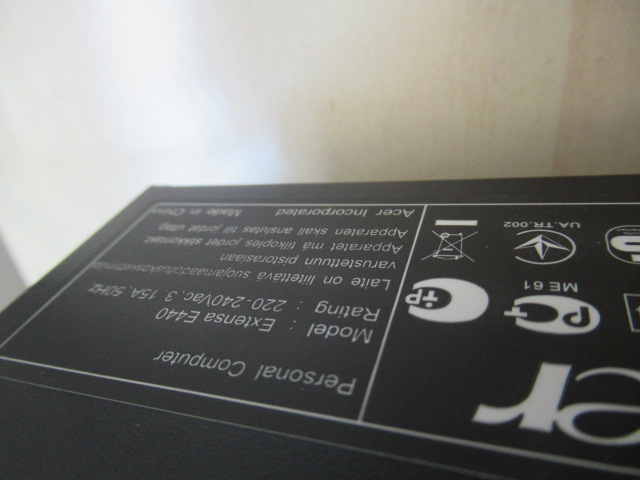 er
Personal Computer
Model : Extensa E440
Rating : 220-240Vac, 3. 15A, 50Hz
Laite on liitettävä
varustettuun pistorasiaan
Apparatet må tilkoples jordet stikkontakt
Apparaten skall anslutas till jordat uttag
Acer Incorporated Made in China
ME 61
UA.TR.002